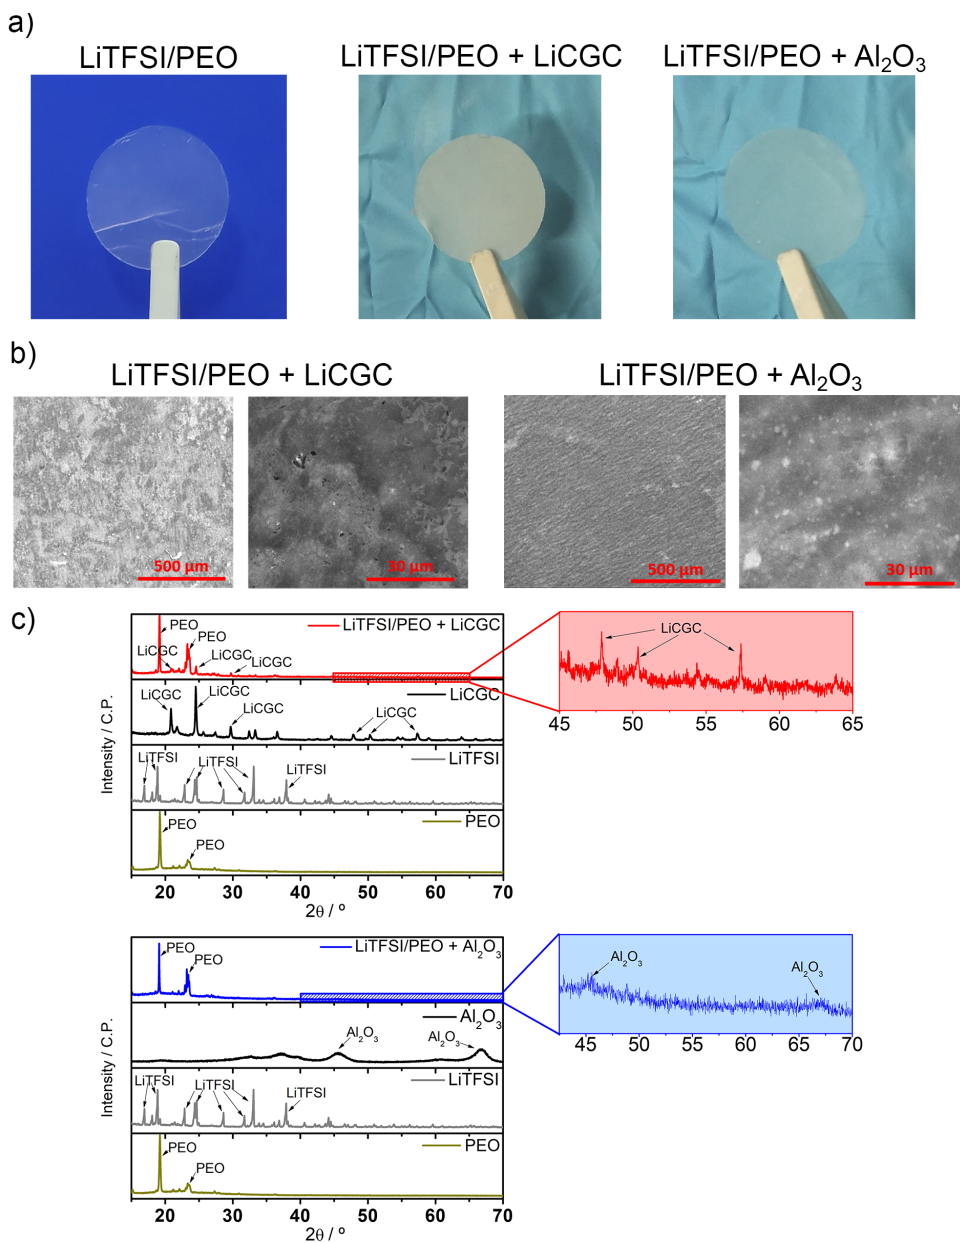 a)
LiTFSI/PEO
LiTFSI/PEO + LiCGC
LiTFSI/PEO + Al₂O₃
b)
LiTFSI/PEO + LiCGC
LiTFSI/PEO + Al₂O₃
500 µm
30 µm
500 µm
30 µm
c)
Intensity / C.P.
LiTFSI/PEO + LiCGC
PEO
PEO
LiCGC
LiCGC
LiCGC
LiCGC
LiCGC
LiCGC
LiCGC
LiCGC
LiTFSI
LiTFSI
LiTFSI
LiTFSI
PEO
PEO
PEO
20 30 40 50 60 70
2θ / º
LiCGC
45 50 55 60 65
Intensity / C.P.
LiTFSI/PEO + Al₂O₃
PEO
PEO
Al₂O₃
Al₂O₃
Al₂O₃
LiTFSI
LiTFSI
LiTFSI
LiTFSI
PEO
PEO
PEO
20 30 40 50 60 70
2θ / º
Al₂O₃
Al₂O₃
45 50 55 60 65 70